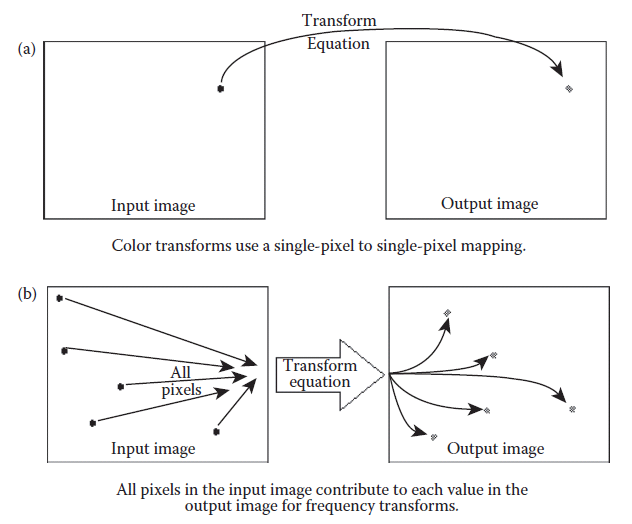 Transform
(a)
Equation
Input image
Output image
Color transforms use a single-pixel to single-pixel mapping.
(b)
Transform
equation
All
pixels
Input image
Output image
All pixels in the input image contribute to each value in the
output image for frequency transforms.